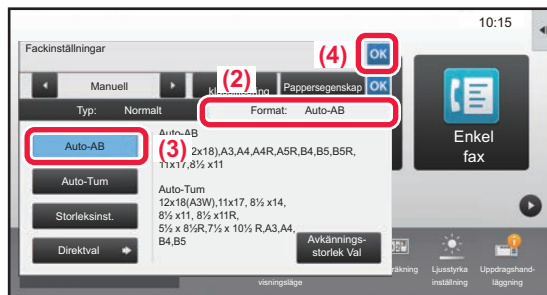 10:15
Fackinställningar
(4)
OK
Manuell
(2)
Pappersegenskap
OK
Typ: Normalt
Format: Auto-AB
Auto-AB
(3)
Auto-AB
2x18),A3,A4,A4R,A5R,B4,B5,B5R,
11x17,8½ x11
Auto-Tum
Auto-Tum
12x18(A3W),11x17, 8½ x14,
8½ x11, 8½ x11R,
5½ x 8½R,7½ x 10½ R,A3,A4,
B4,B5
Storleksinst.
Direktval
Avkännings-
storlek Val
Enkel
fax
visningsläge
räkning
Ljusstyrka
inställning
Uppdragshand-
läggning